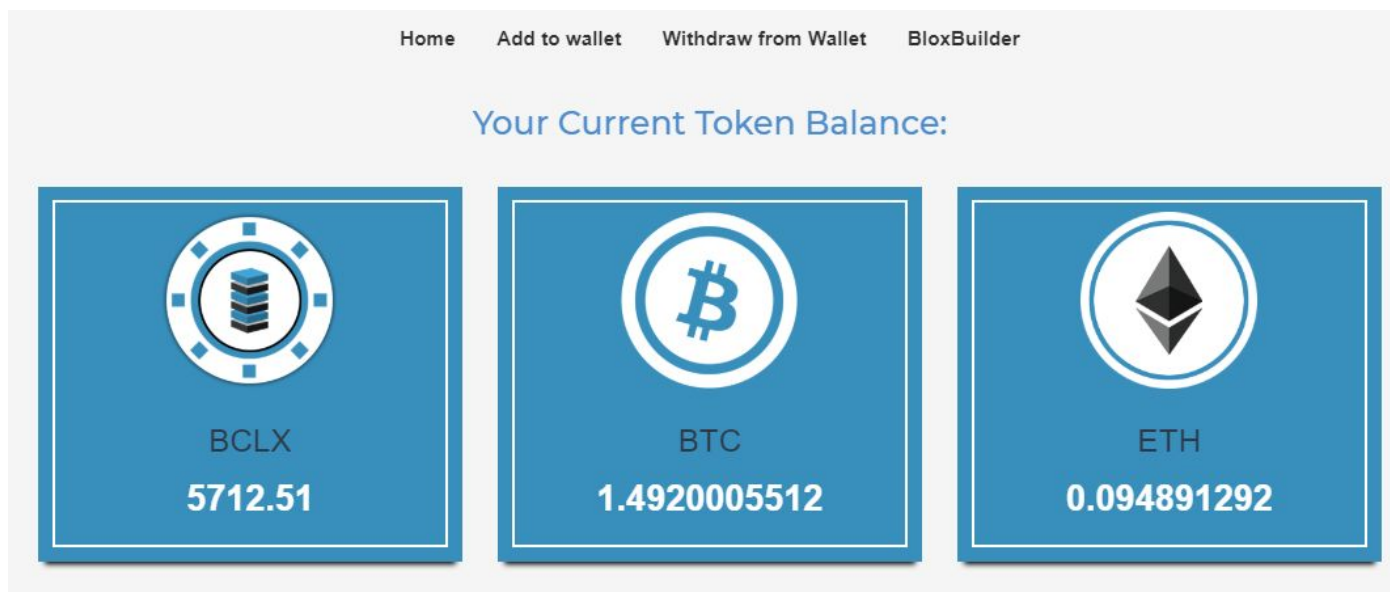 Home Add to wallet Withdraw from Wallet BloxBuilder
Your Current Token Balance:
BCLX
5712.51
BTC
1.4920005512
ETH
0.094891292